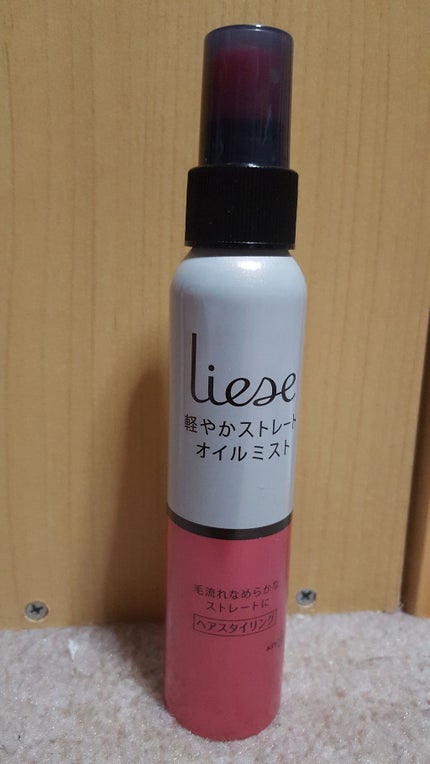 liese
軽やかストレート
オイルミスト
毛流れなめらかな
ストレートに
ヘアスタイリング